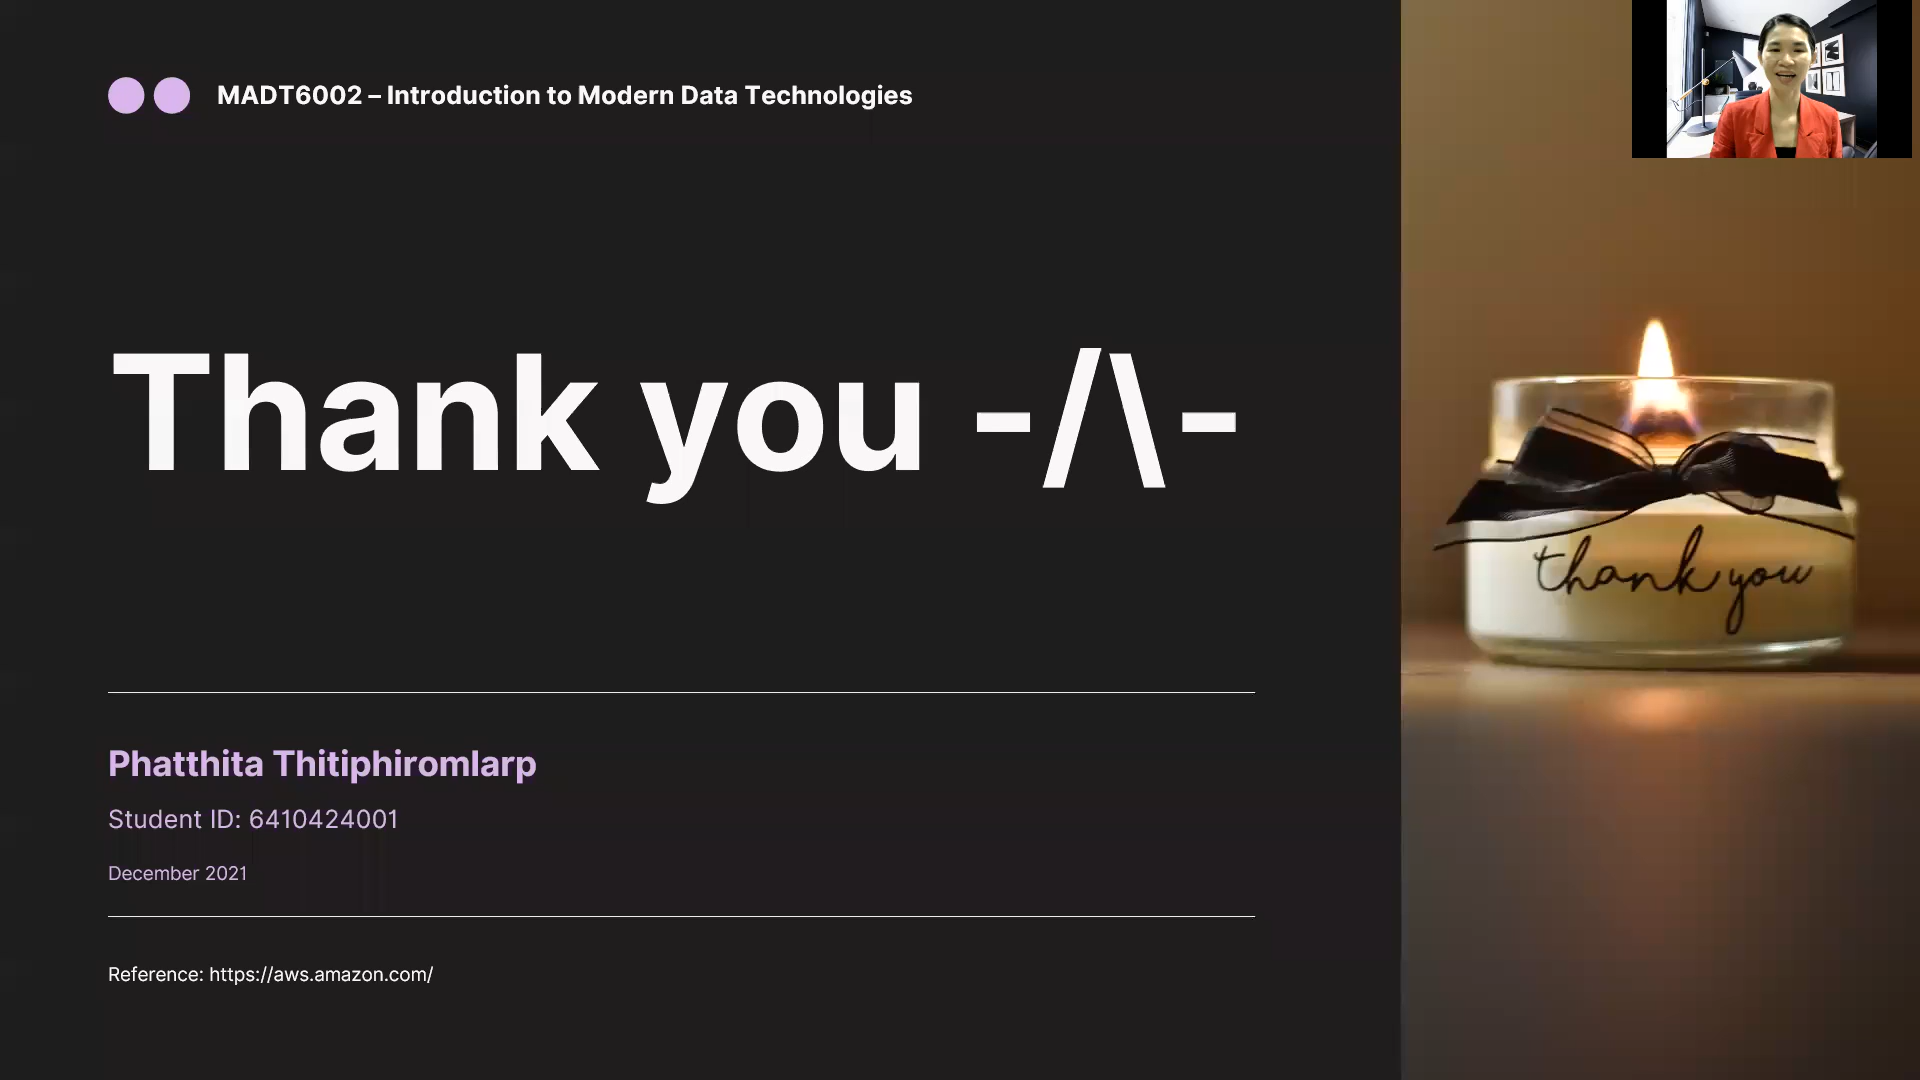 MADT6002 – Introduction to Modern Data Technologies
Thank you -/\-
thank you
Phatthita Thitiphiromlarp
Student ID: 6410424001
December 2021
Reference: https://aws.amazon.com/